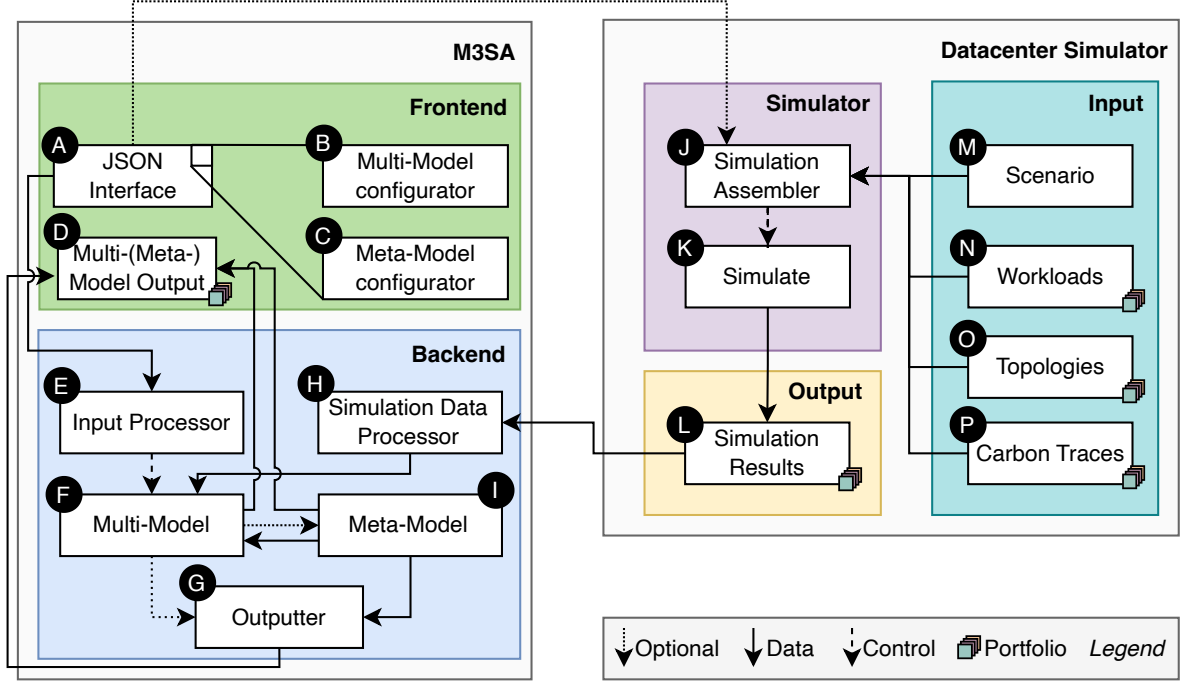 M3SA
Frontend
A
JSON
Interface
B
Multi-Model
configurator
D
Multi-(Meta-)
Model Output
C
Meta-Model
configurator
Backend
E
Input Processor
H
Simulation Data
Processor
F
Multi-Model
I
Meta-Model
G
Outputter
Datacenter Simulator
Simulator
J
Simulation
Assembler
K
Simulate
Output
L
Simulation
Results
Input
M
Scenario
N
Workloads
O
Topologies
P
Carbon Traces
Optional
Data
Control
Portfolio
Legend